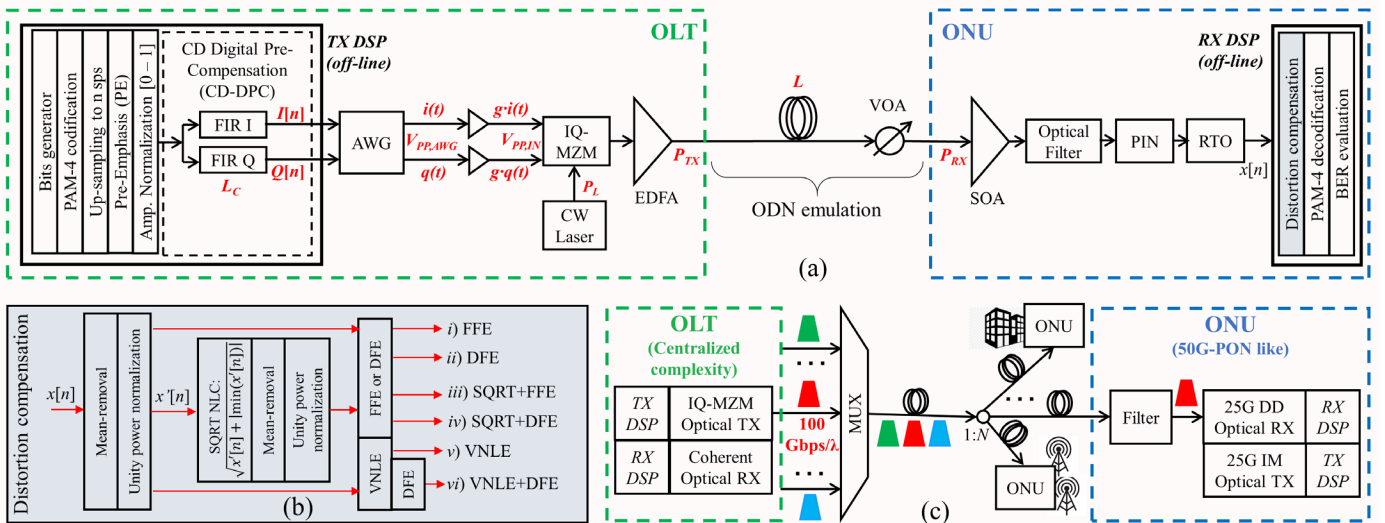 OLT
ONU
TX DSP
(off-line)
RX DSP
(off-line)
Bits generator
PAM-4 codification
Up-sampling to n sps
Pre-Emphasis (PE)
Amp. Normalization [0 – 1]
CD Digital Pre-
Compensation
(CD-DPC)
FIR I
FIR Q
L_C
I[n]
Q[n]
AWG
i(t)
V_PP,AWG
q(t)
g·i(t)
V_PP,IN
g·q(t)
IQ-
MZM
P_L
CW
Laser
EDFA
P_TX
L
VOA
ODN emulation
P_RX
SOA
Optical
Filter
PIN
RTO
x[n]
Distortion compensation
PAM-4 decodification
BER evaluation
(a)
Distortion compensation
x[n]
Mean-removal
Unity power normalization
x'[n]
SQRT NLC:
√x'[n] + |min(x'[n])|
Mean-removal
Unity power
normalization
FFE or DFE
VNLE
DFE
i) FFE
ii) DFE
iii) SQRT+FFE
iv) SQRT+DFE
v) VNLE
vi) VNLE+DFE
(b)
OLT
(Centralized
complexity)
TX
DSP
IQ-MZM
Optical TX
RX
DSP
Coherent
Optical RX
...
100
Gbps/λ
...
MUX
1:N
ONU
...
ONU
(c)
ONU
(50G-PON like)
Filter
25G DD
Optical RX
RX
DSP
25G IM
Optical TX
TX
DSP